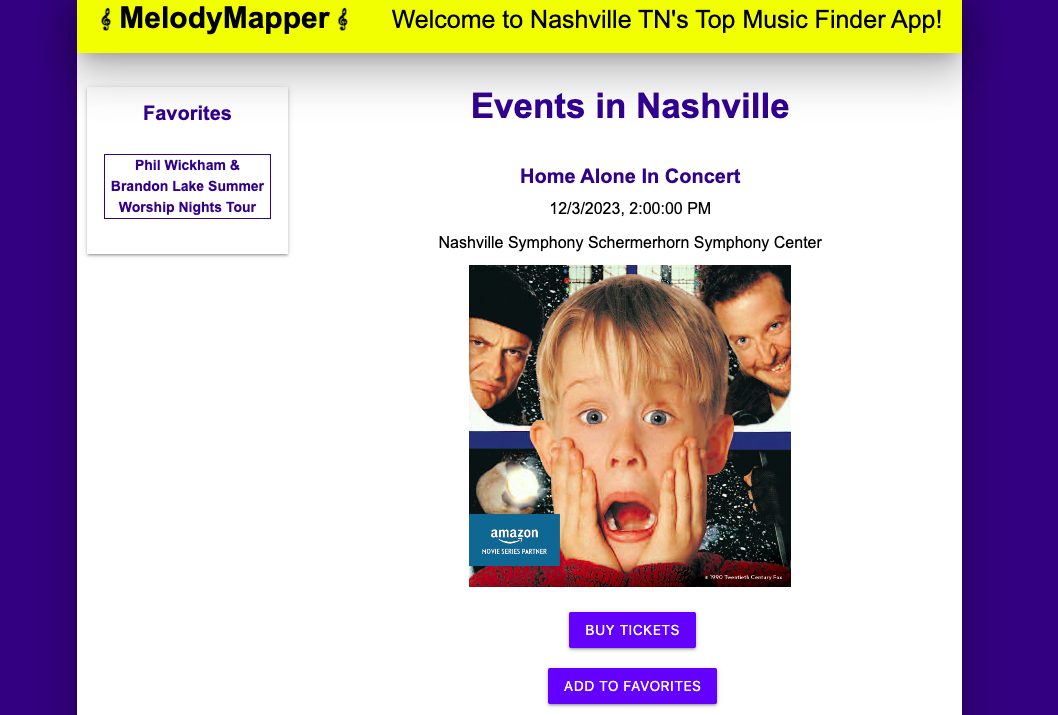 MelodyMapper
Welcome to Nashville TN's Top Music Finder App!
Favorites
Phil Wickham &
Brandon Lake Summer
Worship Nights Tour
Events in Nashville
Home Alone In Concert
12/3/2023, 2:00:00 PM
Nashville Symphony Schermerhorn Symphony Center
amazon
MOVIE SERIES PARTNER
© 1990 Twentieth Century Fox
BUY TICKETS
ADD TO FAVORITES